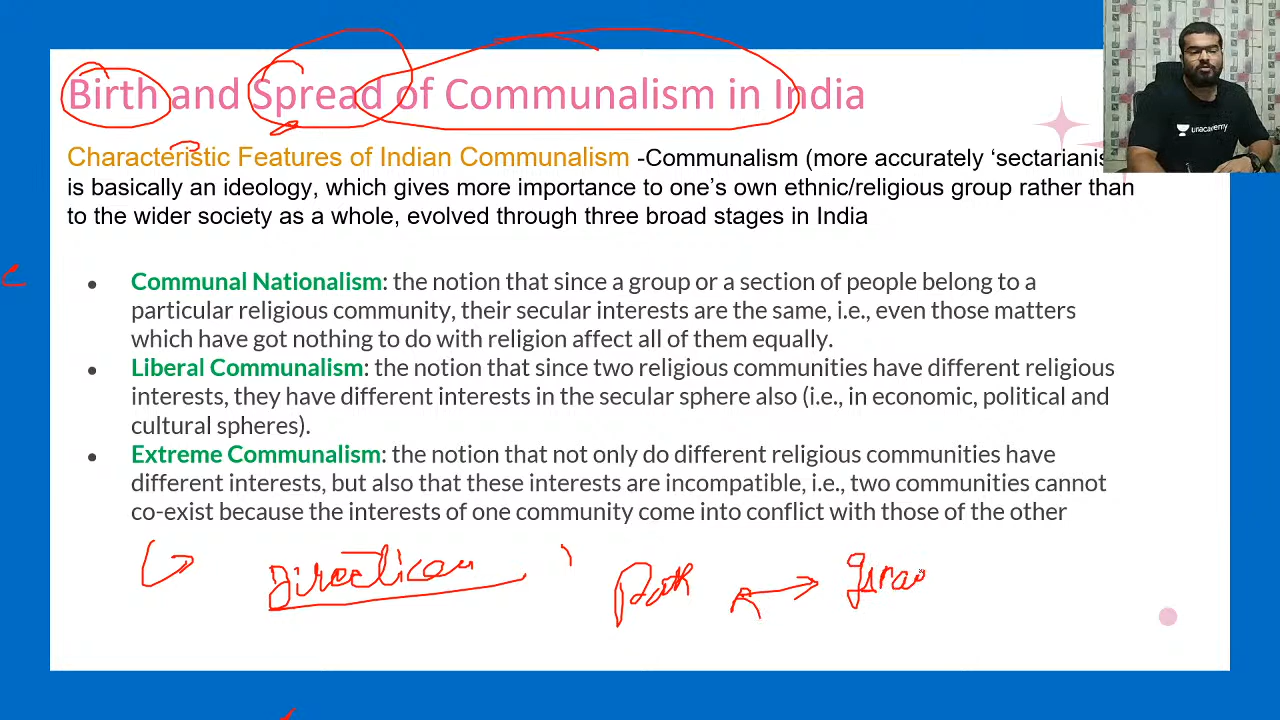 Birth and Spread of Communalism in India
unacademy
Characteristic Features of Indian Communalism -Communalism (more accurately ‘sectarianis
is basically an ideology, which gives more importance to one’s own ethnic/religious group rather than
to the wider society as a whole, evolved through three broad stages in India
● Communal Nationalism: the notion that since a group or a section of people belong to a
particular religious community, their secular interests are the same, i.e., even those matters
which have got nothing to do with religion affect all of them equally.
● Liberal Communalism: the notion that since two religious communities have different religious
interests, they have different interests in the secular sphere also (i.e., in economic, political and
cultural spheres).
● Extreme Communalism: the notion that not only do different religious communities have
different interests, but also that these interests are incompatible, i.e., two communities cannot
co-exist because the interests of one community come into conflict with those of the other